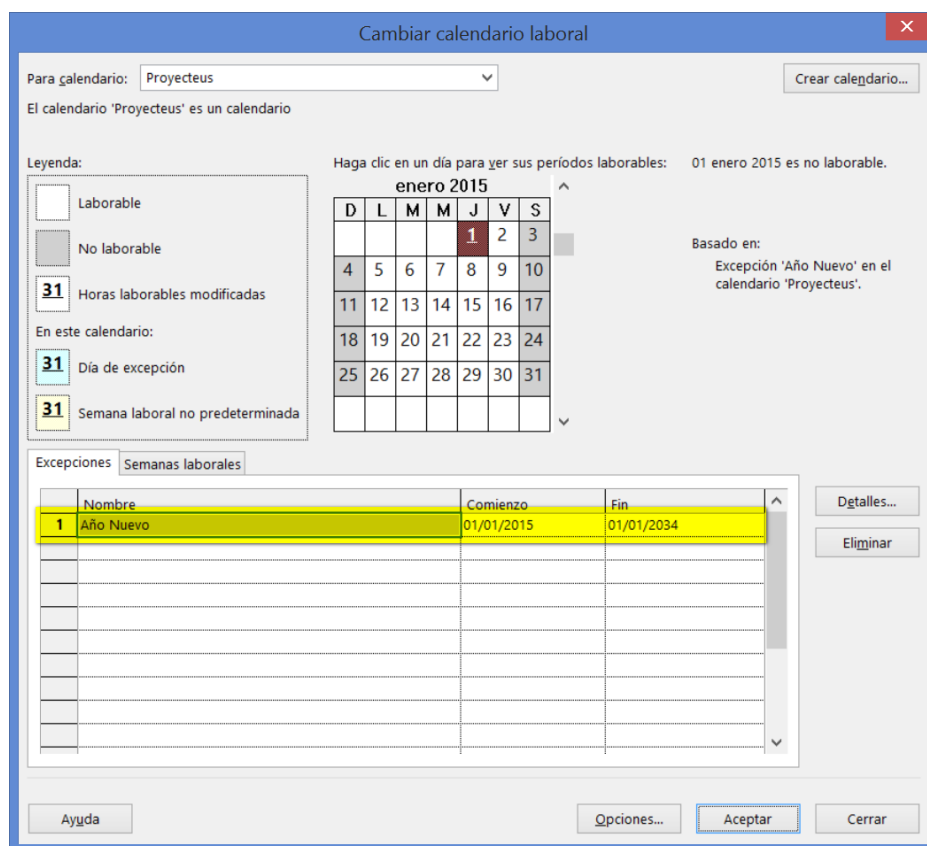 Cambiar calendario laboral
Para calendario: Proyecteus
Crear calendario...
El calendario 'Proyecteus' es un calendario
Leyenda:
Laborable
No laborable
31 Horas laborables modificadas
En este calendario:
31 Día de excepción
31 Semana laboral no predeterminada
Haga clic en un día para ver sus períodos laborables:
enero 2015
D L M M J V S
1 2 3
4 5 6 7 8 9 10
11 12 13 14 15 16 17
18 19 20 21 22 23 24
25 26 27 28 29 30 31
01 enero 2015 es no laborable.
Basado en:
Excepción 'Año Nuevo' en el
calendario 'Proyecteus'.
Excepciones Semanas laborales
Nombre Comienzo Fin
1 Año Nuevo 01/01/2015 01/01/2034
Detalles...
Eliminar
Ayuda Opciones... Aceptar Cerrar